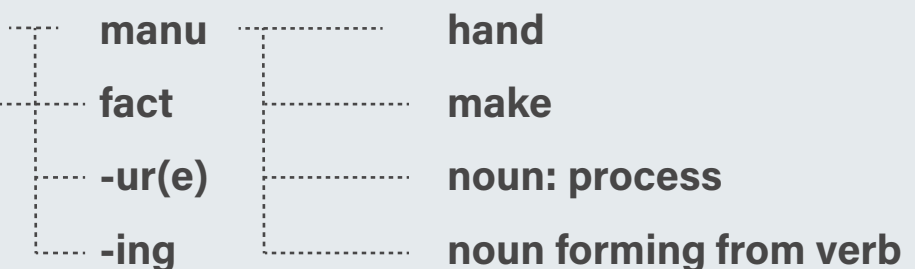 manu hand
fact make
-ur(e) noun: process
-ing noun forming from verb